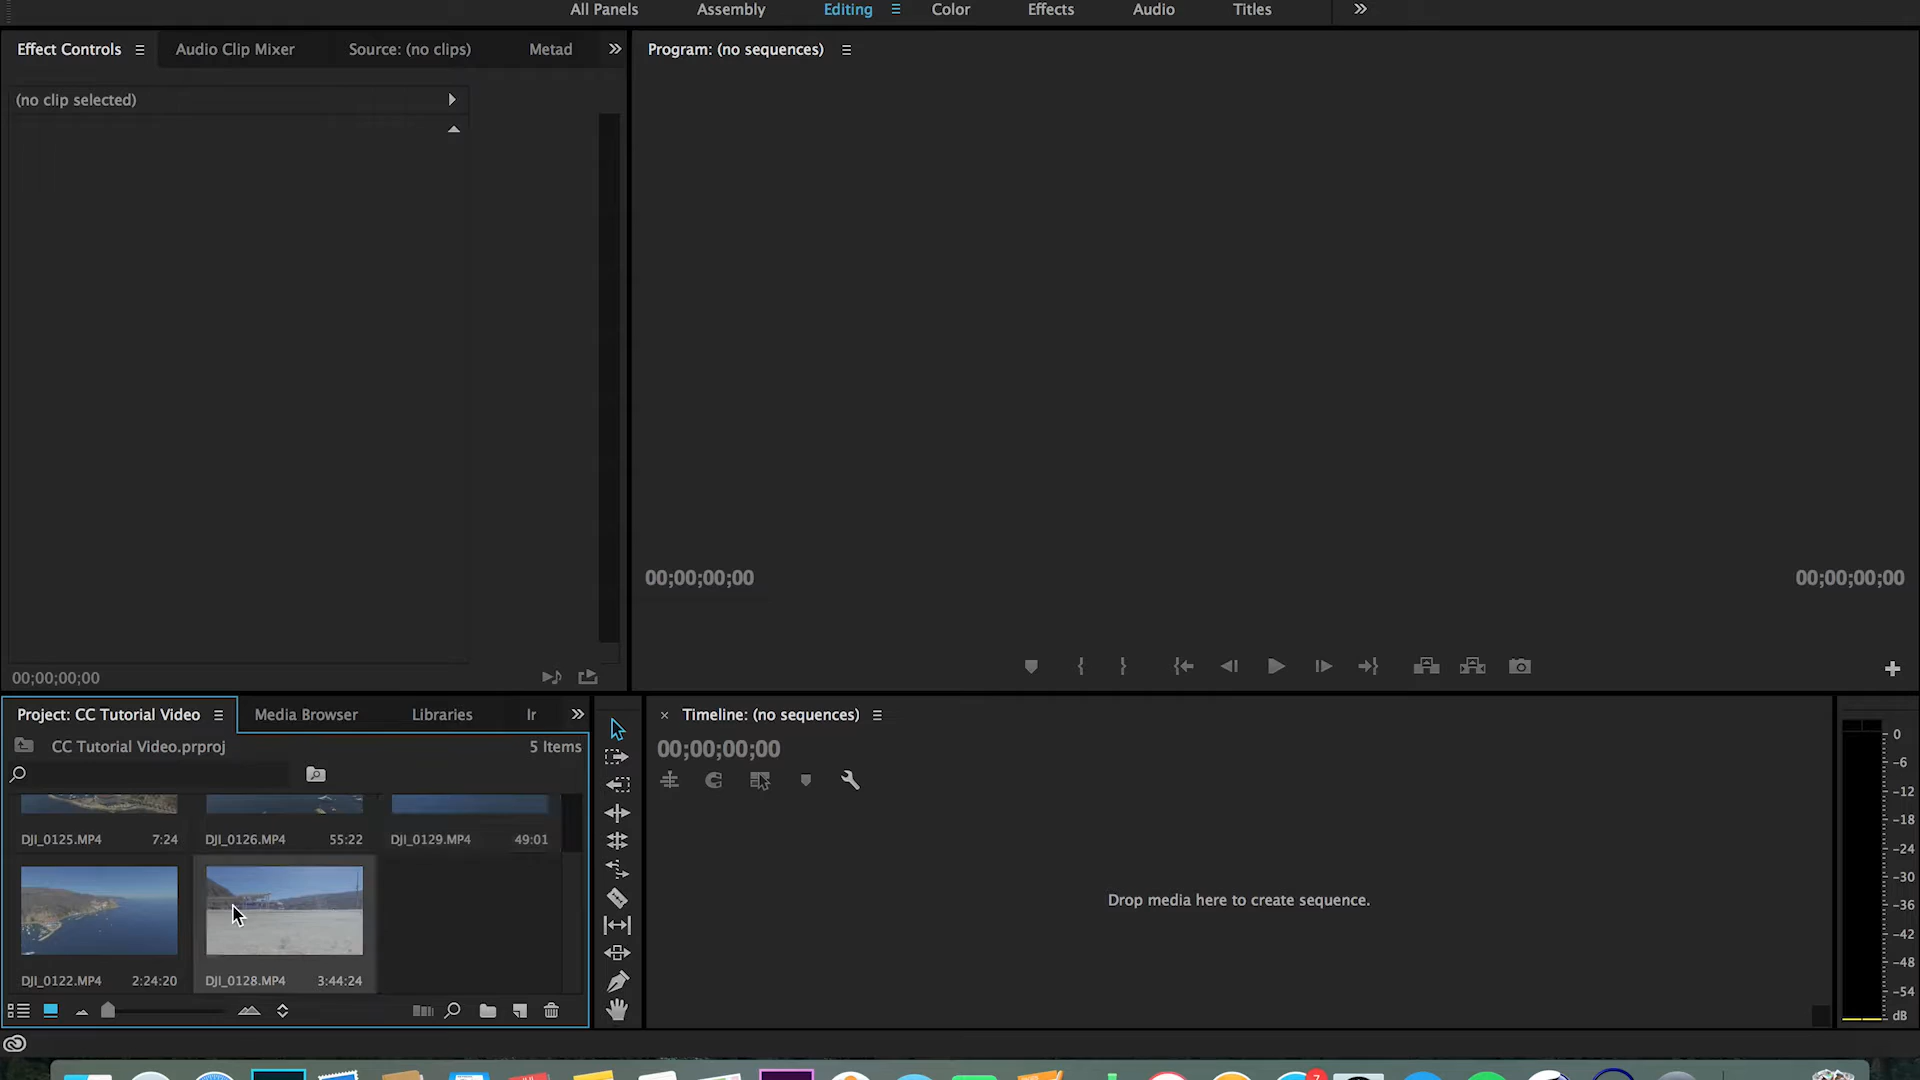 All Panels Assembly Editing Color Effects Audio Titles
Effect Controls Audio Clip Mixer Source: (no clips) Metad
Program: (no sequences)
(no clip selected)
00;00;00;00 00;00;00;00
00;00;00;00
Project: CC Tutorial Video Media Browser Libraries Ir
Timeline: (no sequences)
CC Tutorial Video.prproj 5 Items
00;00;00;00
DJI_0125.MP4 7:24 DJI_0126.MP4 55:22 DJI_0129.MP4 49:01
Drop media here to create sequence.
DJI_0122.MP4 2:24:20 DJI_0128.MP4 3:44:24
0
-6
-12
-18
-24
-30
-36
-42
-48
-54
dB
7